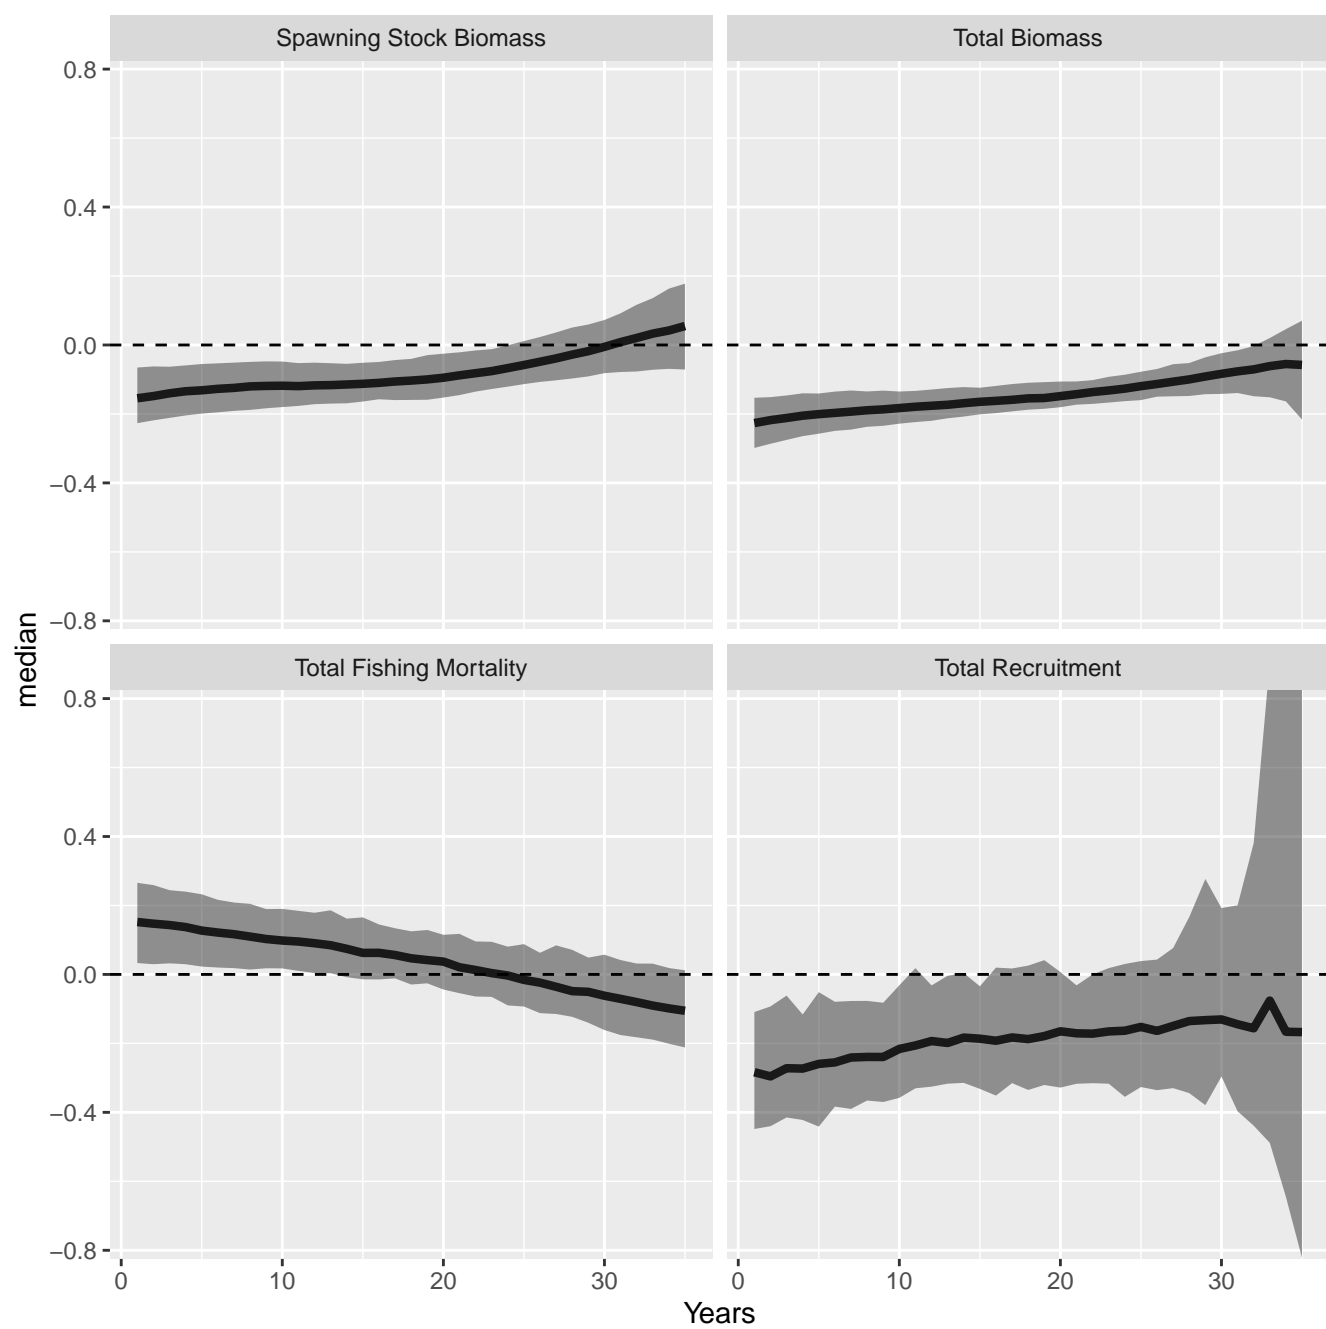 Spawning Stock Biomass
Total Biomass
0.8
0.4
0.0
−0.4
−0.8
median
Total Fishing Mortality
Total Recruitment
0.8
0.4
0.0
−0.4
−0.8
0 10 20 30
0 10 20 30
Years